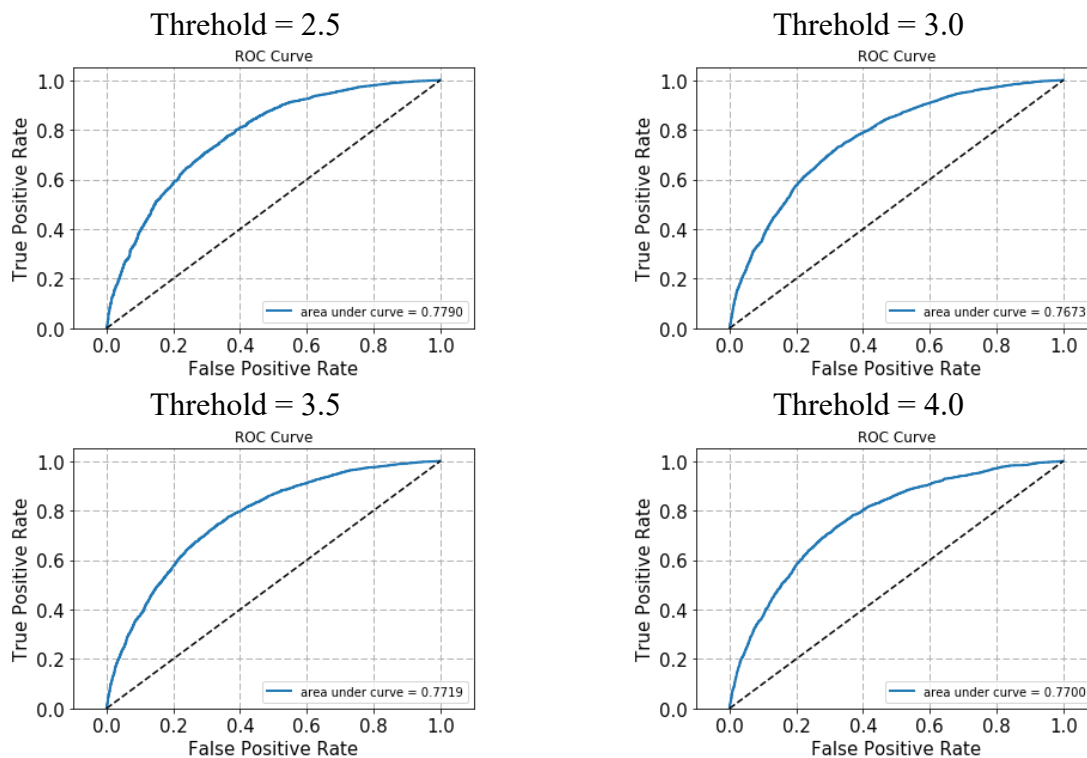 Threhold = 2.5
ROC Curve
1.0
0.8
0.6
0.4
0.2
0.0
True Positive Rate
area under curve = 0.7790
0.0 0.2 0.4 0.6 0.8 1.0
False Positive Rate
Threhold = 3.0
ROC Curve
1.0
0.8
0.6
0.4
0.2
0.0
True Positive Rate
area under curve = 0.7673
0.0 0.2 0.4 0.6 0.8 1.0
False Positive Rate
Threhold = 3.5
ROC Curve
1.0
0.8
0.6
0.4
0.2
0.0
True Positive Rate
area under curve = 0.7719
0.0 0.2 0.4 0.6 0.8 1.0
False Positive Rate
Threhold = 4.0
ROC Curve
1.0
0.8
0.6
0.4
0.2
0.0
True Positive Rate
area under curve = 0.7700
0.0 0.2 0.4 0.6 0.8 1.0
False Positive Rate